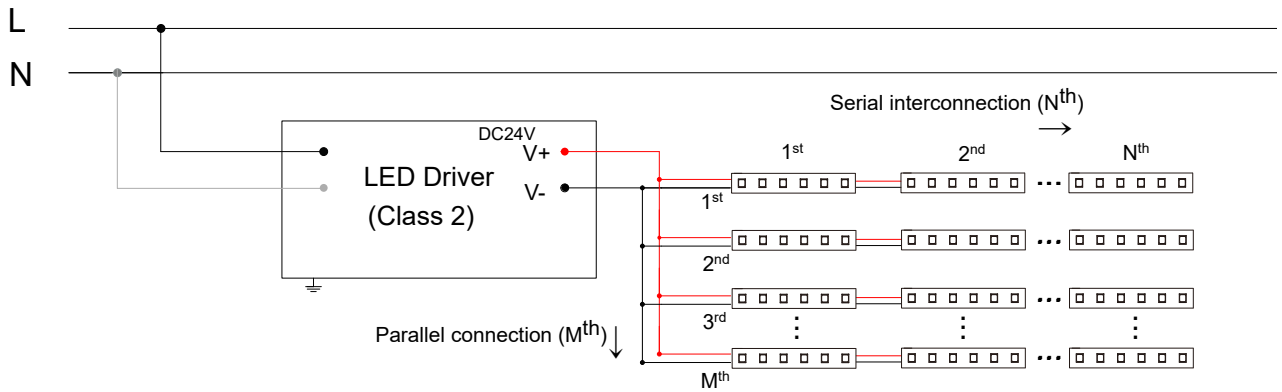 L
N
Serial interconnection (Nth)
DC24V
V+
LED Driver
V-
(Class 2)
1st 2nd Nth
1st
2nd
3rd
Mth
Parallel connection (Mth)